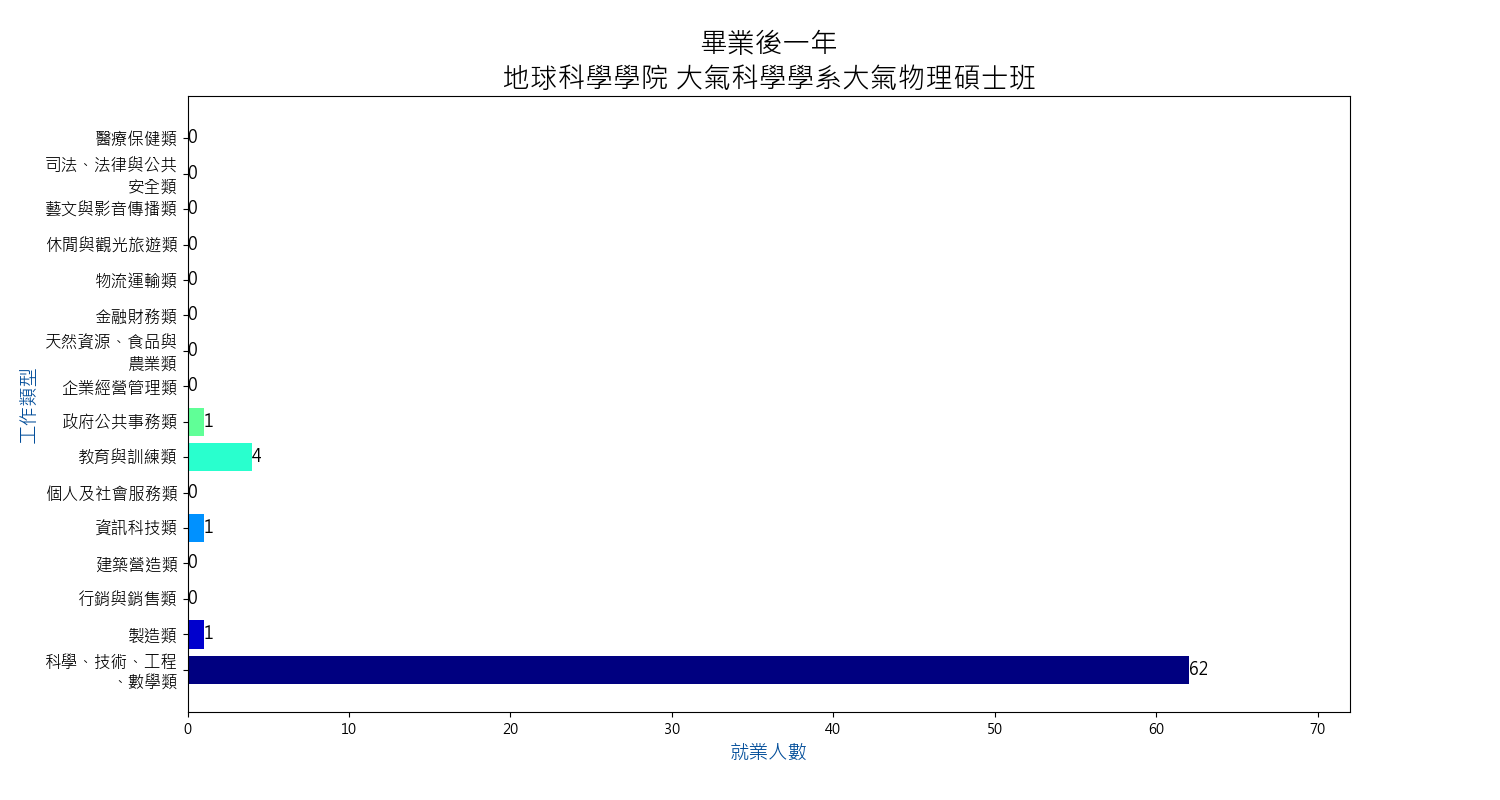 畢業後一年
地球科學學院 大氣科學學系大氣物理碩士班
醫療保健類 0
司法、法律與公共
安全類 0
藝文與影音傳播類 0
休閒與觀光旅遊類 0
物流運輸類 0
金融財務類 0
天然資源、食品與
農業類 0
企業經營管理類 0
政府公共事務類 1
教育與訓練類 4
個人及社會服務類 0
資訊科技類 1
建築營造類 0
行銷與銷售類 0
製造類 1
科學、技術、工程
、數學類 62
工作類型
0 10 20 30 40 50 60 70
就業人數